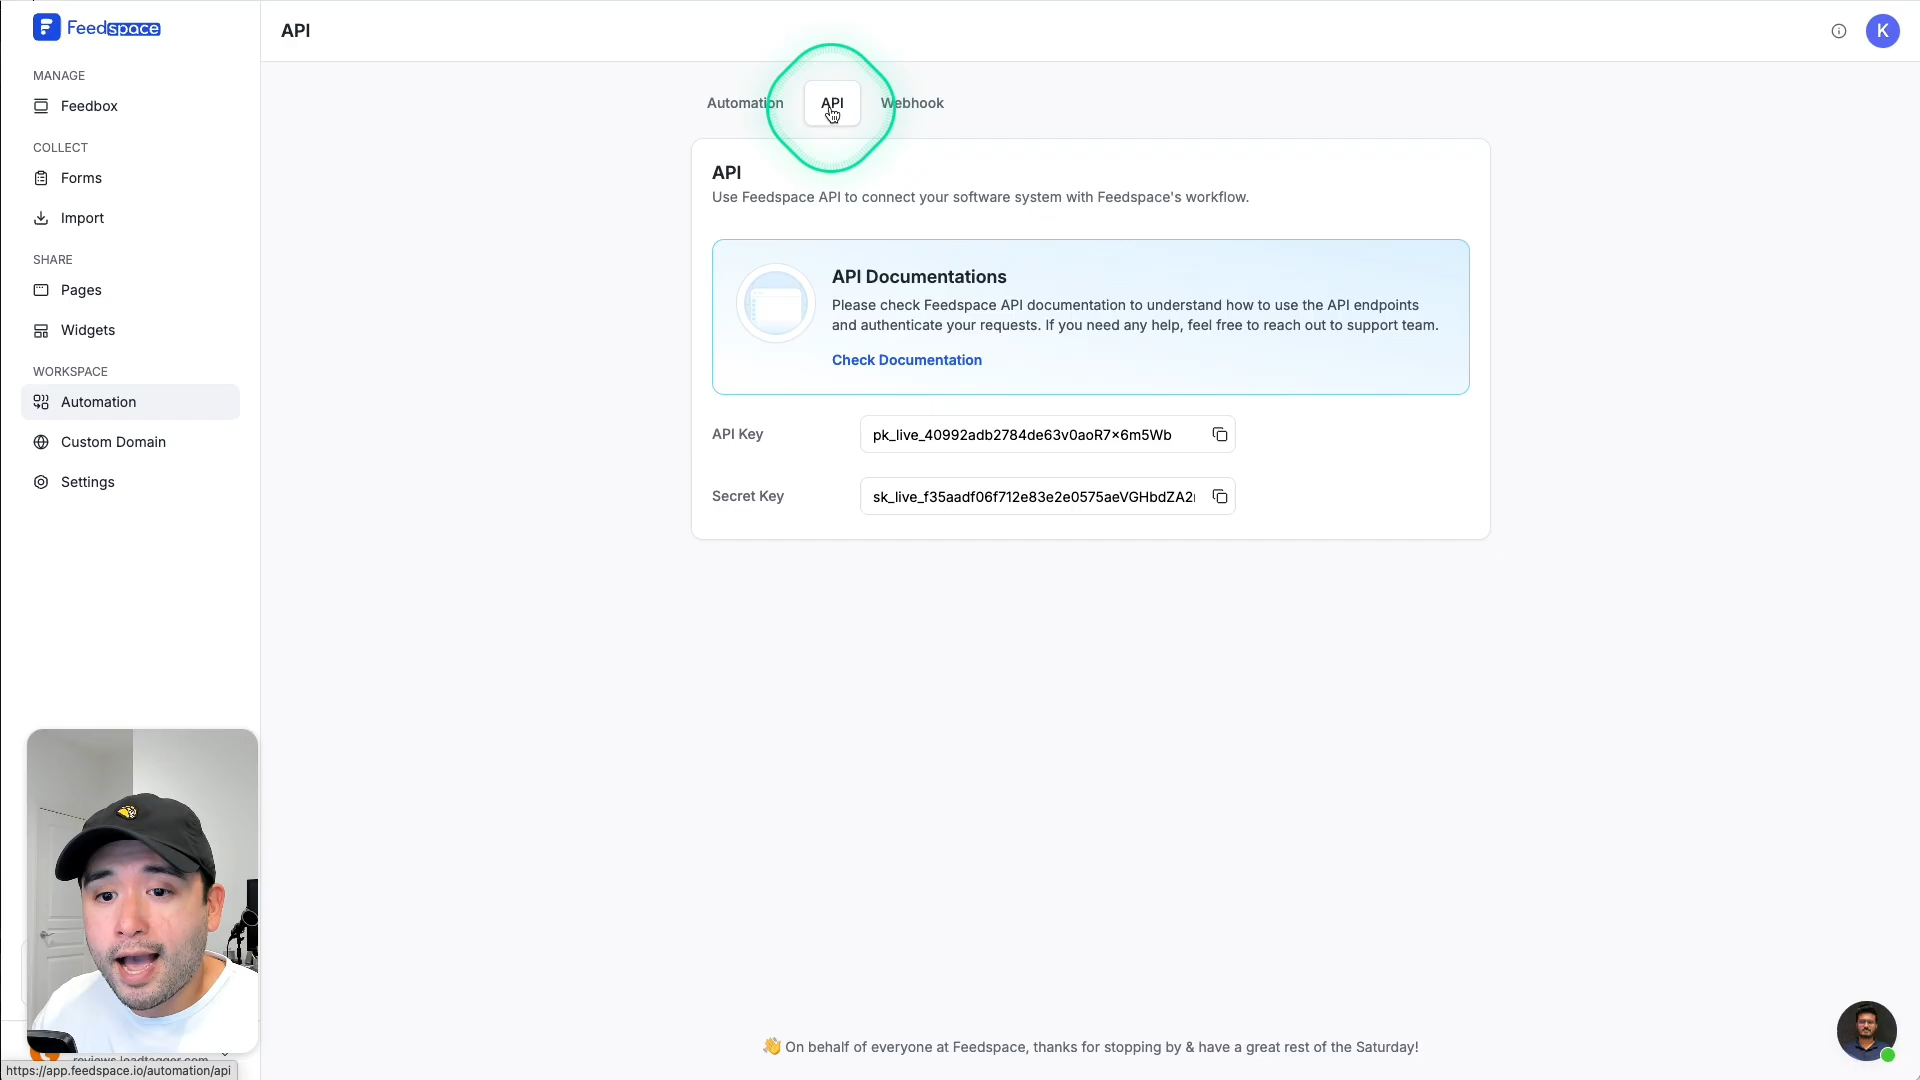 Feedspace
API
K
MANAGE
Feedbox
COLLECT
Forms
Import
SHARE
Pages
Widgets
WORKSPACE
Automation
Custom Domain
Settings
Automation
API
Webhook
API
Use Feedspace API to connect your software system with Feedspace's workflow.
API Documentations
Please check Feedspace API documentation to understand how to use the API endpoints
and authenticate your requests. If you need any help, feel free to reach out to support team.
Check Documentation
API Key
pk_live_40992adb2784de63v0aoR7x6m5Wb
Secret Key
sk_live_f35aadf06f712e83e2e0575aeVGHbdZA2
reviews.leadtagger.com
https://app.feedspace.io/automation/api
👋 On behalf of everyone at Feedspace, thanks for stopping by & have a great rest of the Saturday!